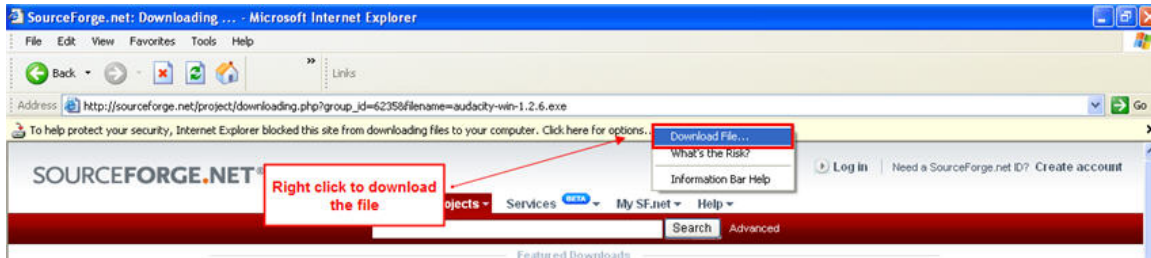 SourceForge.net: Downloading ... - Microsoft Internet Explorer
File Edit View Favorites Tools Help
Back » Links
Address http://sourceforge.net/project/downloading.php?group_id=6235&filename=audacity-win-1.2.6.exe Go
To help protect your security, Internet Explorer blocked this site from downloading files to your computer. Click here for options...
Download File...
What's the Risk?
Information Bar Help
SOURCEFORGE.NET®
Log in Need a SourceForge.net ID? Create account
Right click to download
the file
ojects Services BETA My SF.net Help
Search Advanced
Featured Downloads